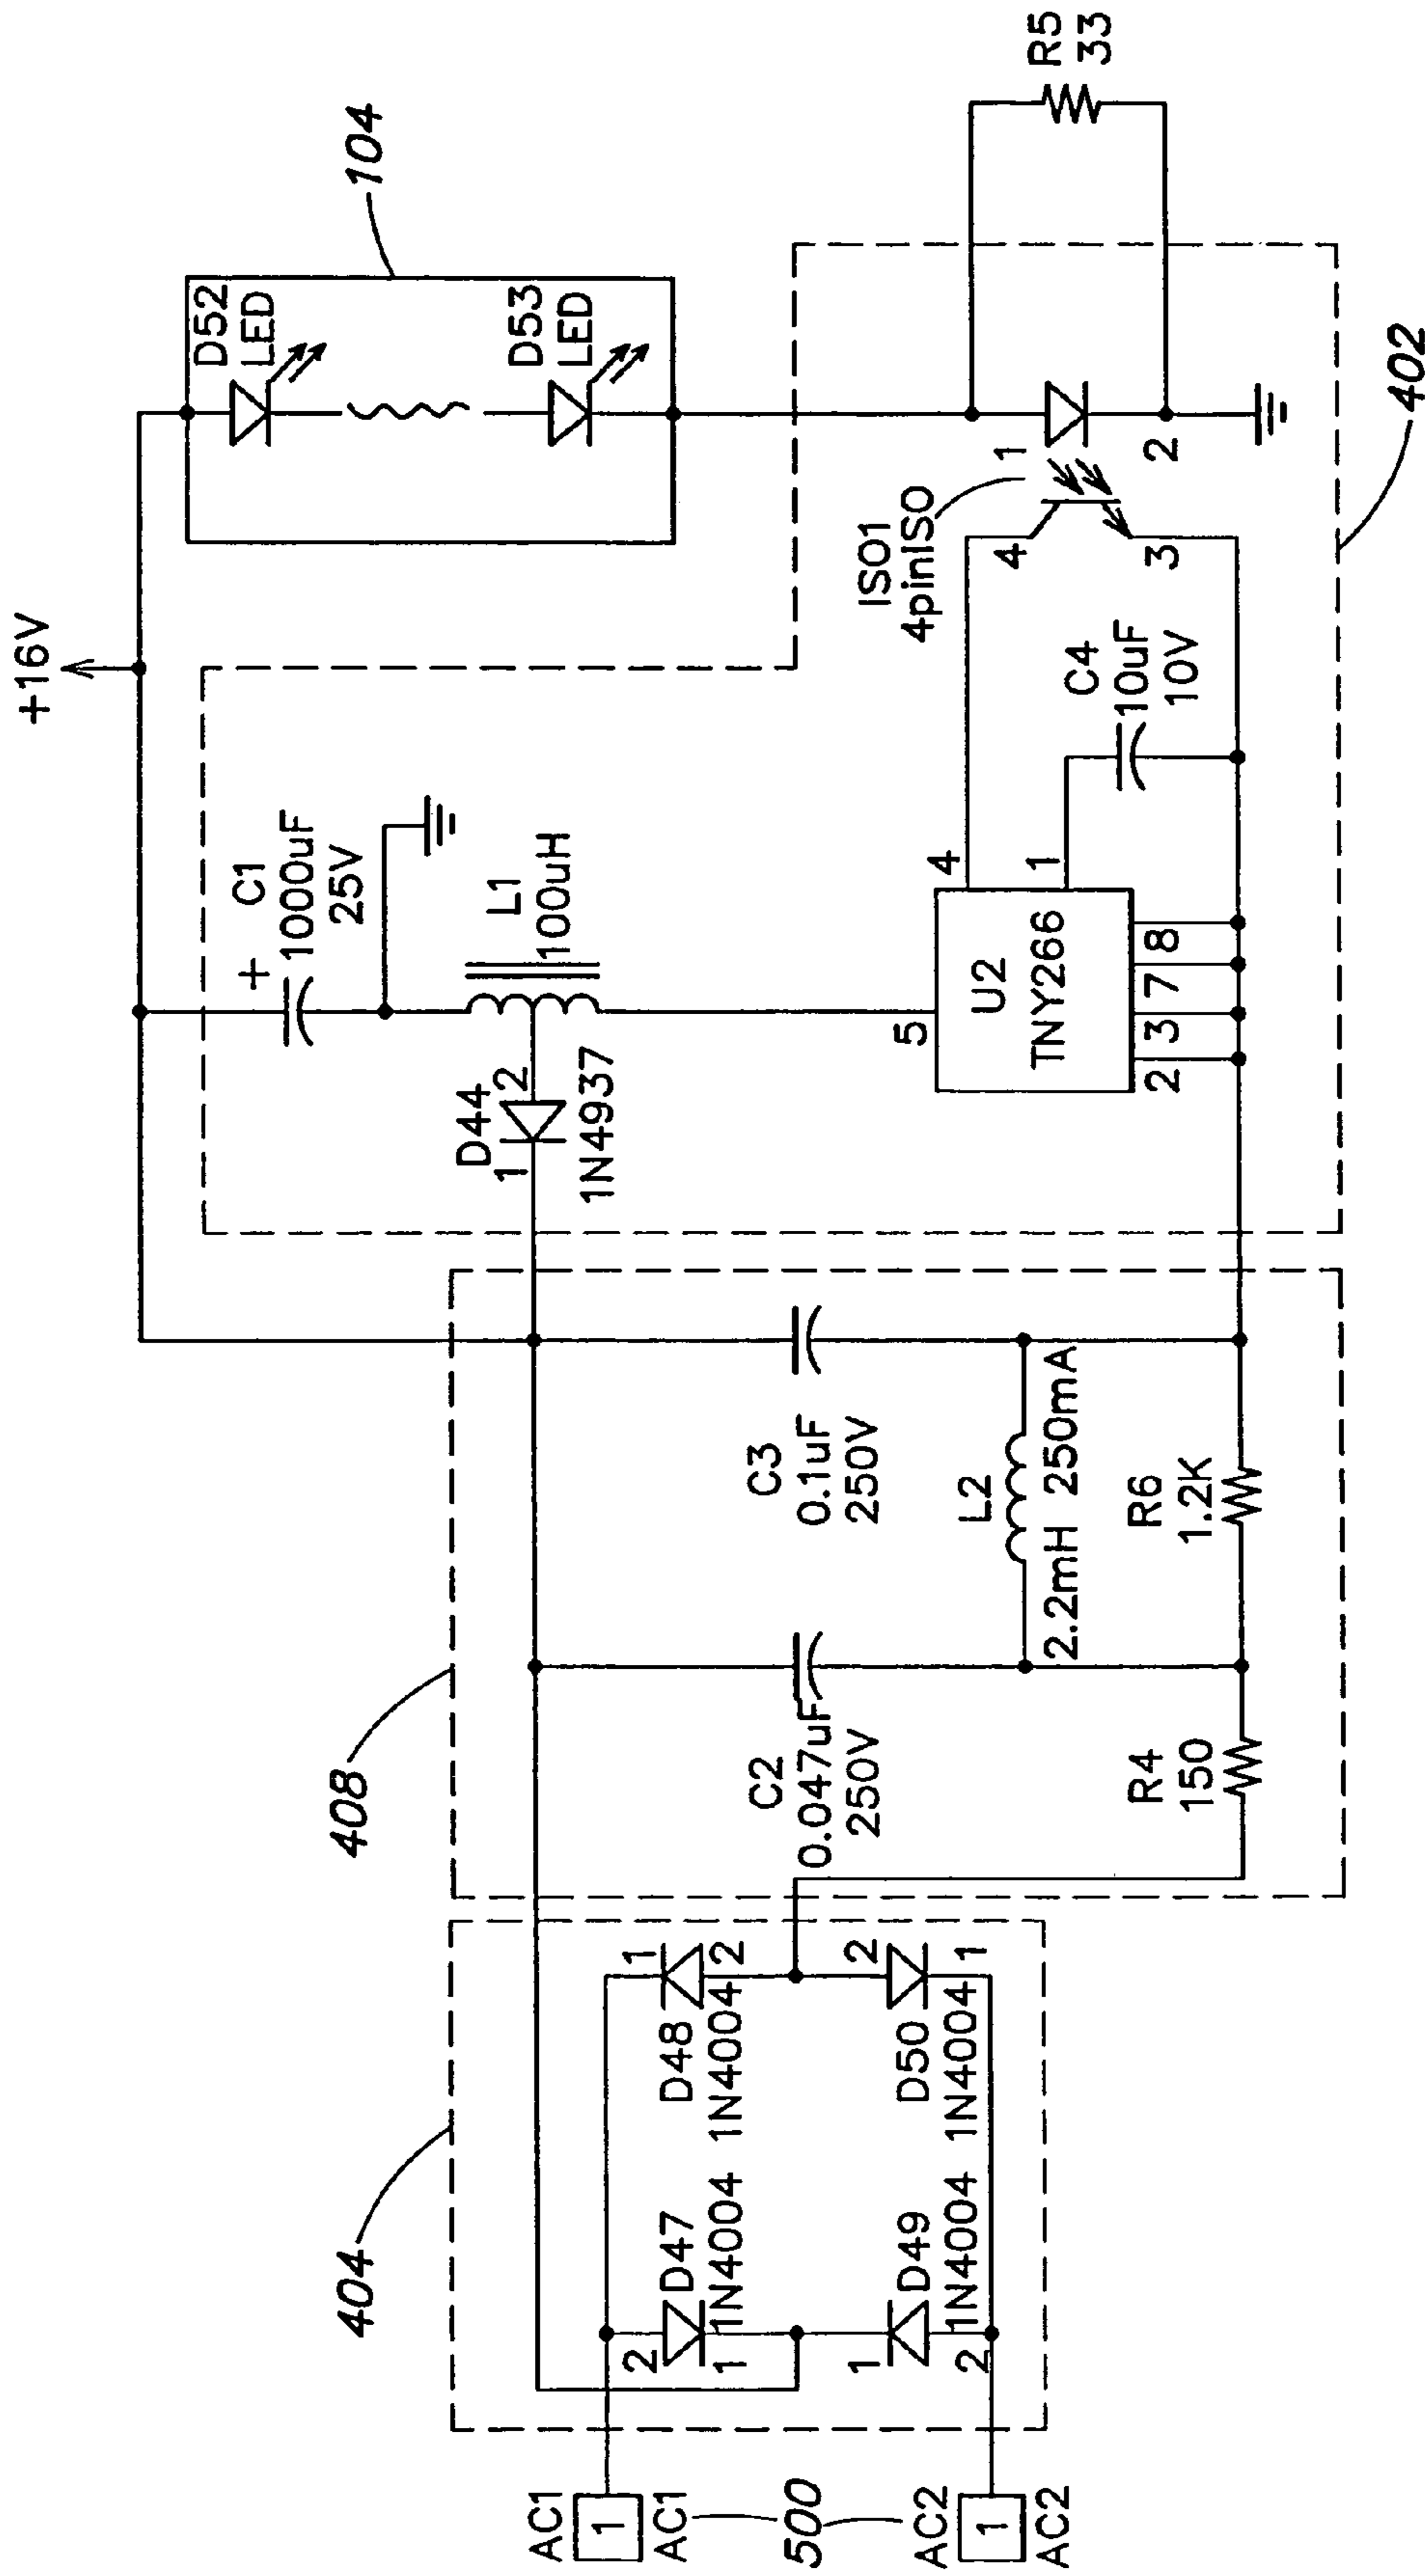 +16V
104
D52
LED
D53
LED
R5
33
C1
+
1000uF
25V
L1
100uH
D44
1
2
1N4937
ISO1
4pinISO
1
2
4
3
402
U2
TNY266
5
4
1
2
3
7
8
C4
10uF
10V
408
C3
0.1uF
250V
L2
2.2mH 250mA
R6
1.2K
C2
0.047uF
250V
R4
150
404
D48
1N4004
1
2
D50
1N4004
2
1
D47
1N4004
2
1
D49
1N4004
1
2
AC1
1
AC1
500
AC2
1
AC2